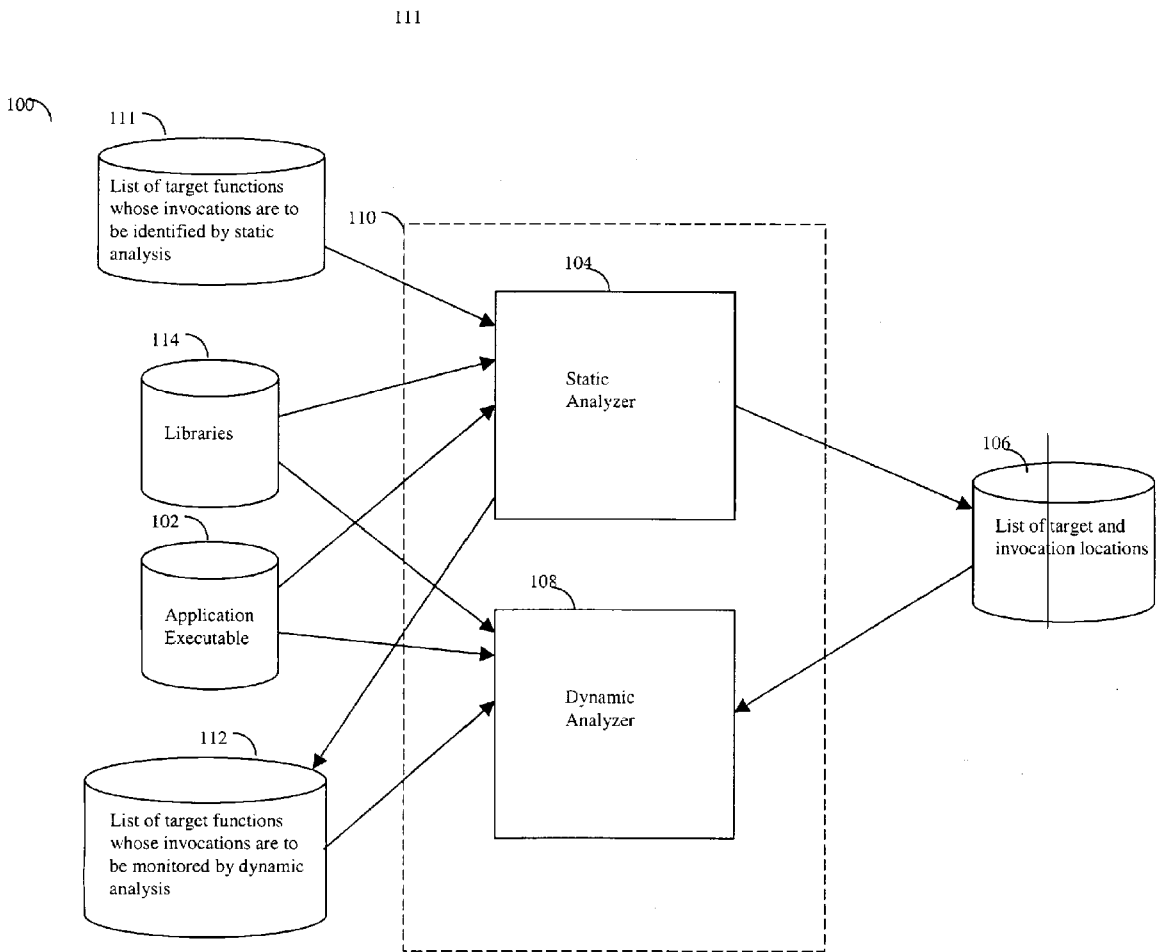 111
100
111
List of target functions
whose invocations are to
be identified by static
analysis
110
104
Static
Analyzer
114
Libraries
106
List of target and
invocation locations
102
Application
Executable
108
Dynamic
Analyzer
112
List of target functions
whose invocations are to
be monitored by dynamic
analysis